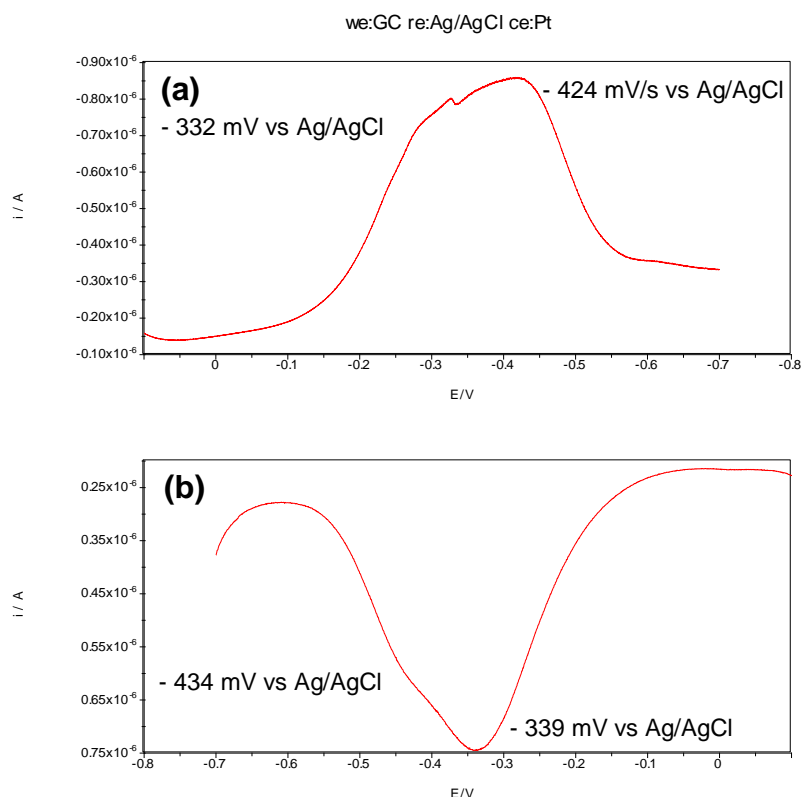 we:GC re:Ag/AgCl ce:Pt
(a)
- 424 mV/s vs Ag/AgCl
- 332 mV vs Ag/AgCl
-0.90x10⁻⁶
-0.80x10⁻⁶
-0.70x10⁻⁶
-0.60x10⁻⁶
-0.50x10⁻⁶
-0.40x10⁻⁶
-0.30x10⁻⁶
-0.20x10⁻⁶
-0.10x10⁻⁶
i / A
0 -0.1 -0.2 -0.3 -0.4 -0.5 -0.6 -0.7 -0.8
E/V
(b)
0.25x10⁻⁶
0.35x10⁻⁶
0.45x10⁻⁶
0.55x10⁻⁶
0.65x10⁻⁶
0.75x10⁻⁶
i / A
- 434 mV vs Ag/AgCl
- 339 mV vs Ag/AgCl
-0.8 -0.7 -0.6 -0.5 -0.4 -0.3 -0.2 -0.1 -0
E/V